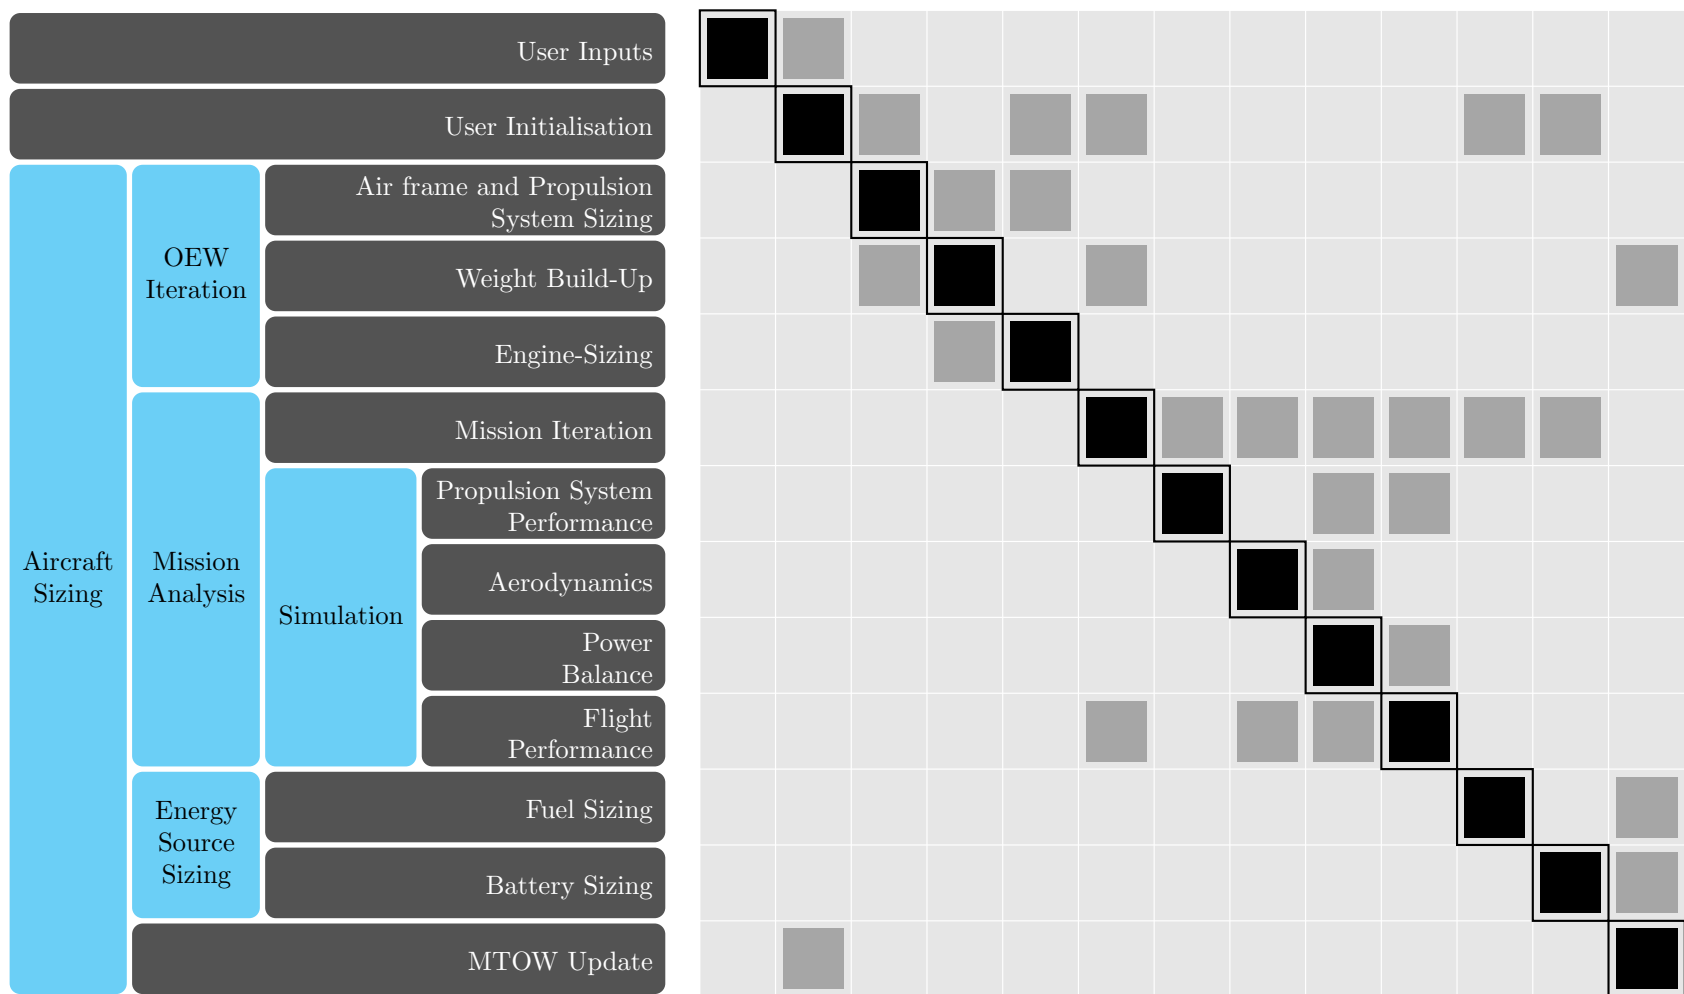 User Inputs
User Initialisation
Aircraft
Sizing
OEW
Iteration
Air frame and Propulsion
System Sizing
Weight Build-Up
Engine-Sizing
Mission
Analysis
Mission Iteration
Simulation
Propulsion System
Performance
Aerodynamics
Power
Balance
Flight
Performance
Energy
Source
Sizing
Fuel Sizing
Battery Sizing
MTOW Update